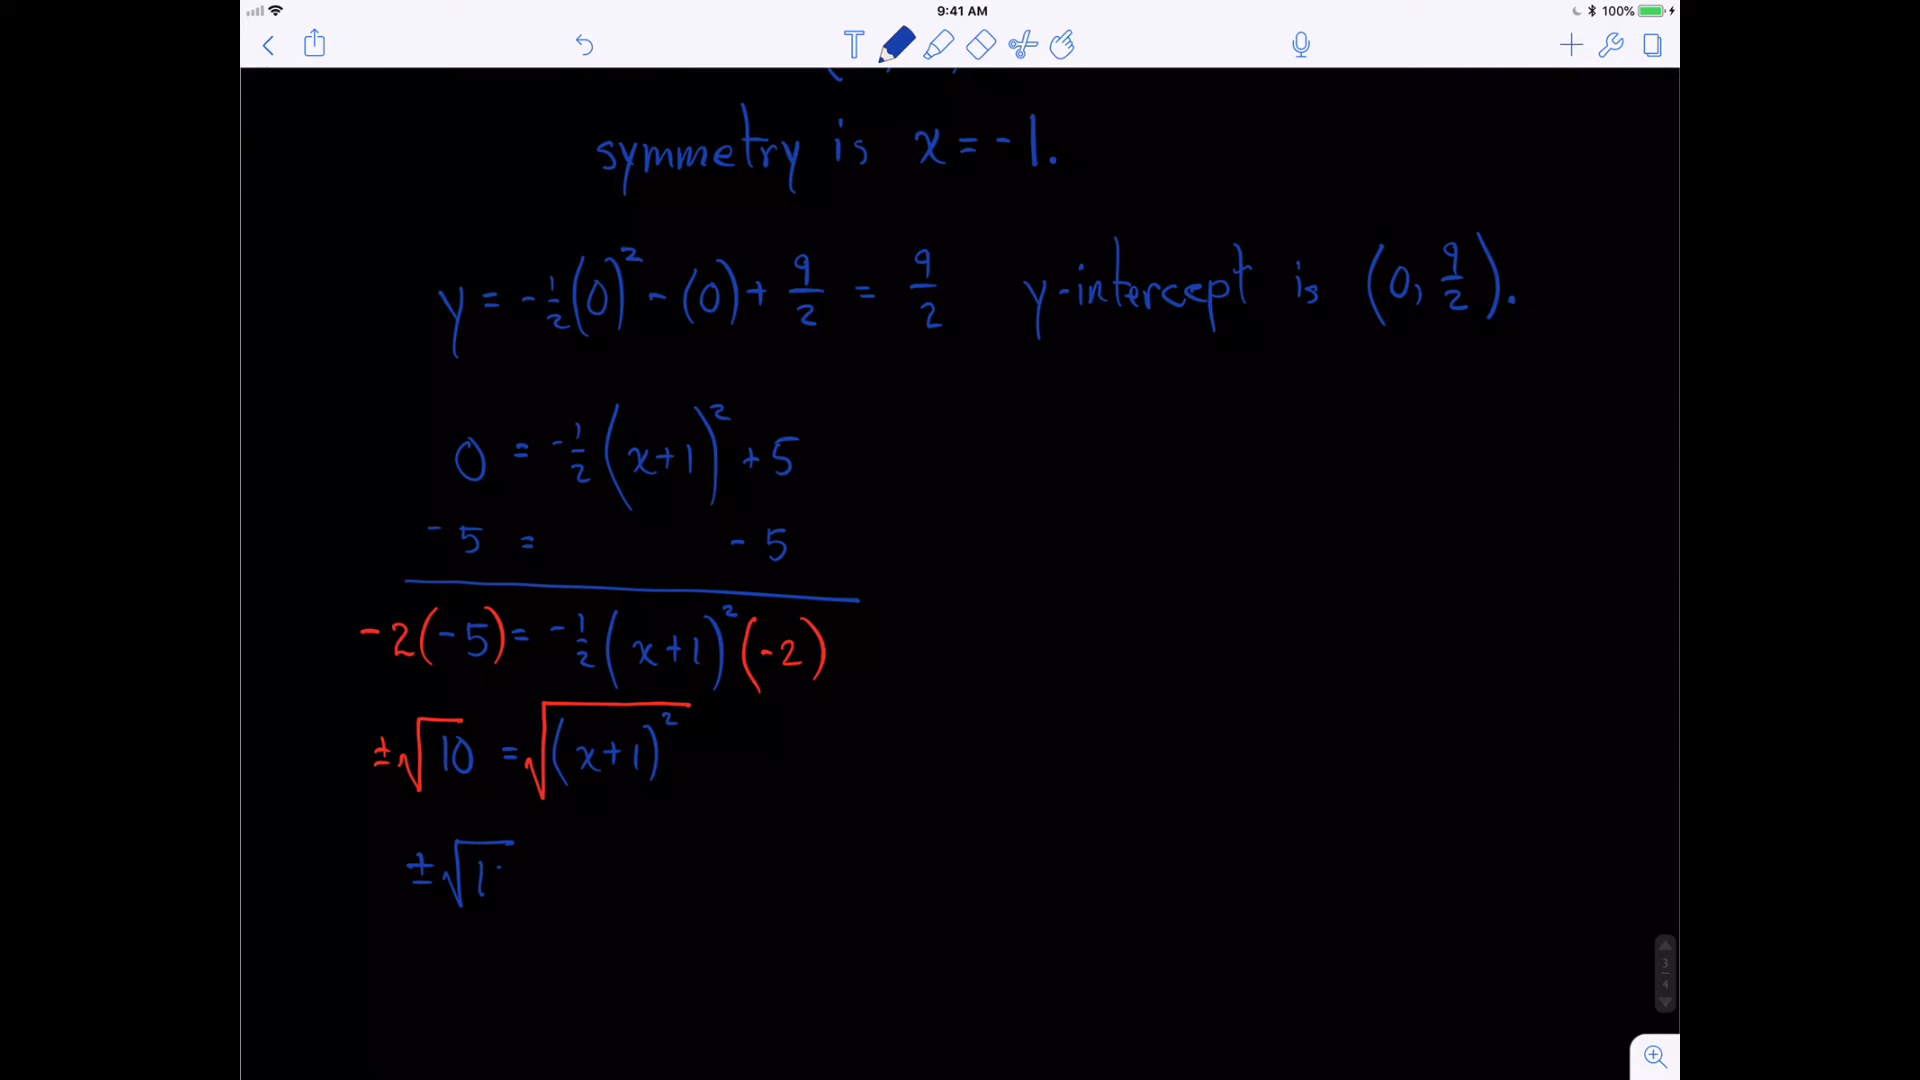 9:41 AM
100%
T
symmetry is x = -1.
y = -1/2 (0)² - (0) + 9/2 = 9/2 y-intercept is (0, 9/2).
0 = -1/2 (x+1)² + 5
-5 = -5
-2(-5) = -1/2 (x+1)² (-2)
±√10 = √(x+1)²
±√1
3
4